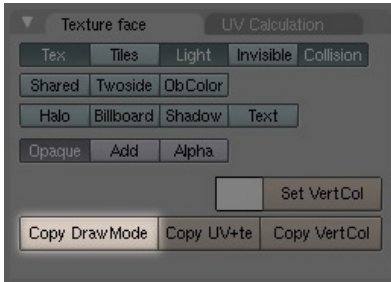 Texture face UV Calculation
Tex Tiles Light Invisible Collision
Shared Twoside ObColor
Halo Billboard Shadow Text
Opaque Add Alpha
Set VertCol
Copy DrawMode Copy UV+te Copy VertCol